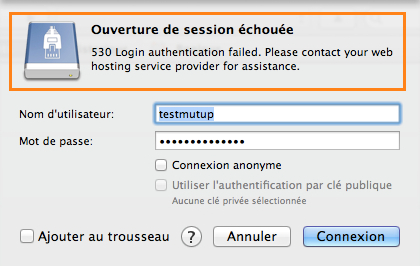 Ouverture de session échouée
530 Login authentication failed. Please contact your web
hosting service provider for assistance.
Nom d'utilisateur: testmutup
Mot de passe: ••••••••••••••
Connexion anonyme
Utiliser l'authentification par clé publique
Aucune clé privée sélectionnée
Ajouter au trousseau ? Annuler Connexion